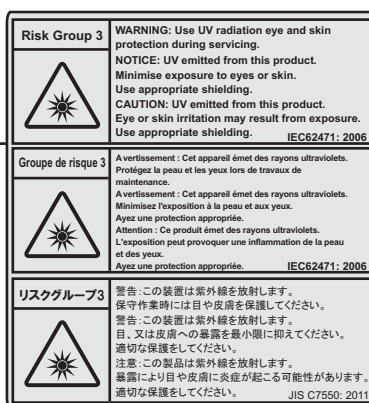 Risk Group 3
WARNING: Use UV radiation eye and skin
protection during servicing.
NOTICE: UV emitted from this product.
Minimise exposure to eyes or skin.
Use appropriate shielding.
CAUTION: UV emitted from this product.
Eye or skin irritation may result from exposure.
Use appropriate shielding.
IEC62471: 2006
Groupe de risque 3
Avertissement : Cet appareil émet des rayons ultraviolets.
Protégez la peau et les yeux lors de travaux de
maintenance.
Avertissement : Cet appareil émet des rayons ultraviolets.
Minimisez l'exposition à la peau et aux yeux.
Ayez une protection appropriée.
Attention : Ce produit émet des rayons ultraviolets.
L'exposition peut provoquer une inflammation de la peau
et des yeux.
Ayez une protection appropriée.
IEC62471: 2006
リスクグループ3
警告:この装置は紫外線を放射します。
保守作業時には目や皮膚を保護してください。
警告:この装置は紫外線を放射します。
目、又は皮膚への暴露を最小限に抑えてください。
適切な保護をしてください。
注意:この製品は紫外線を放射します。
暴露により目や皮膚に炎症が起こる可能性があります。
適切な保護をしてください。
JIS C7550: 2011